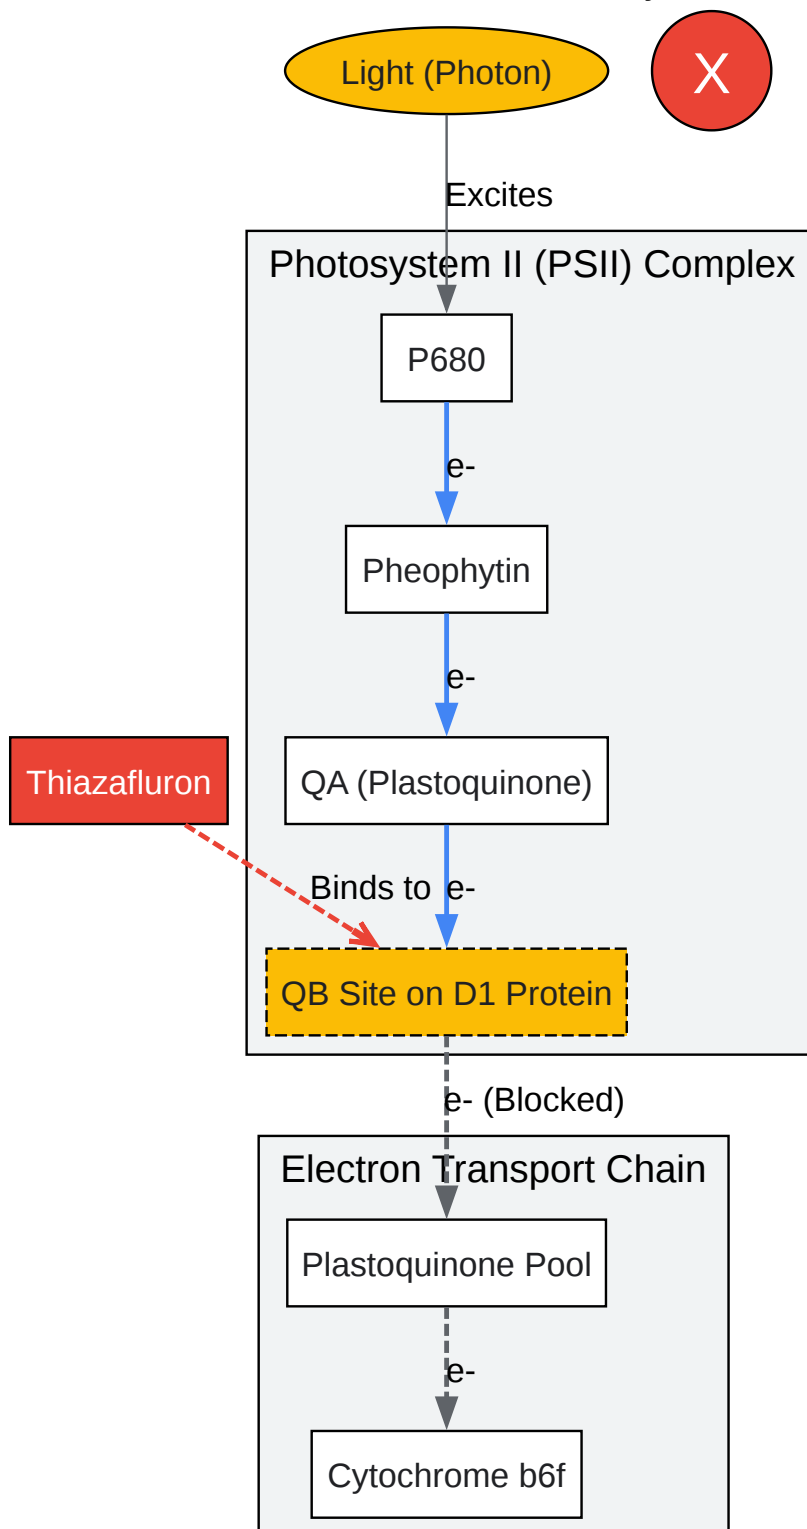 Light (Photon)
X
Excites
Photosystem II (PSII) Complex
P680
e-
Pheophytin
e-
Thiazafluron
QA (Plastoquinone)
Binds to
e-
QB Site on D1 Protein
e- (Blocked)
Electron Transport Chain
Plastoquinone Pool
e-
Cytochrome b6f